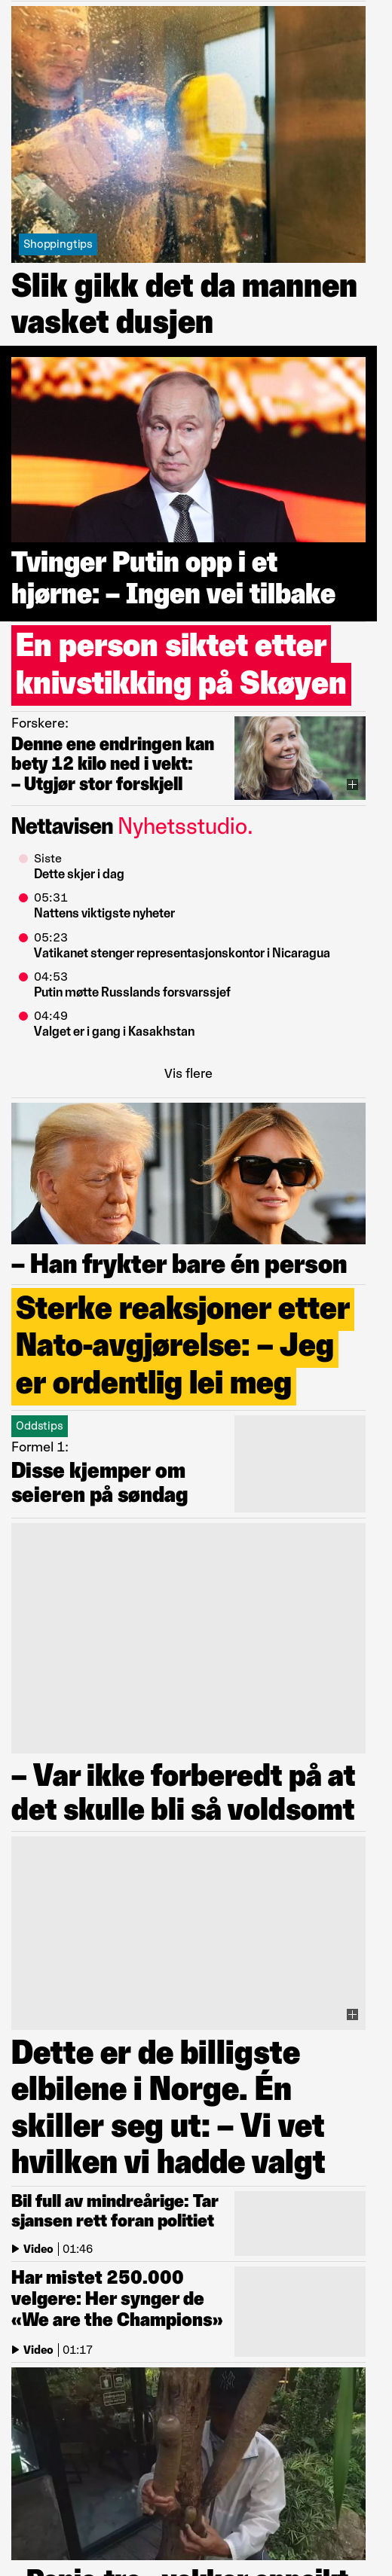 Shoppingtips
Slik gikk det da mannen
vasket dusjen
Tvinger Putin opp i et
hjørne: – Ingen vei tilbake
En person siktet etter
knivstikking på Skøyen
Forskere:
Denne ene endringen kan
bety 12 kilo ned i vekt:
– Utgjør stor forskjell
Nettavisen Nyhetsstudio.
Siste
Dette skjer i dag
05:31
Nattens viktigste nyheter
05:23
Vatikanet stenger representasjonskontor i Nicaragua
04:53
Putin møtte Russlands forsvarssjef
04:49
Valget er i gang i Kasakhstan
Vis flere
– Han frykter bare én person
Sterke reaksjoner etter
Nato-avgjørelse: – Jeg
er ordentlig lei meg
Oddstips
Formel 1:
Disse kjemper om
seieren på søndag
– Var ikke forberedt på at
det skulle bli så voldsomt
Dette er de billigste
elbilene i Norge. Én
skiller seg ut: – Vi vet
hvilken vi hadde valgt
Bil full av mindreårige: Tar
sjansen rett foran politiet
Video 01:46
Har mistet 250.000
velgere: Her synger de
«We are the Champions»
Video 01:17